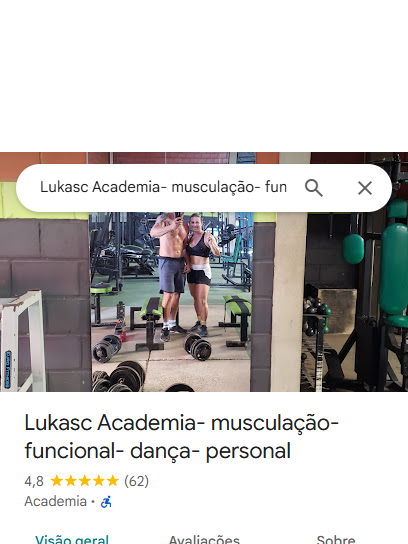 Lukasc Academia- musculação- fun
Lukasc Academia- musculação-
funcional- dança- personal
4,8 (62)
Academia ·
Visão geral Avaliações Sobre